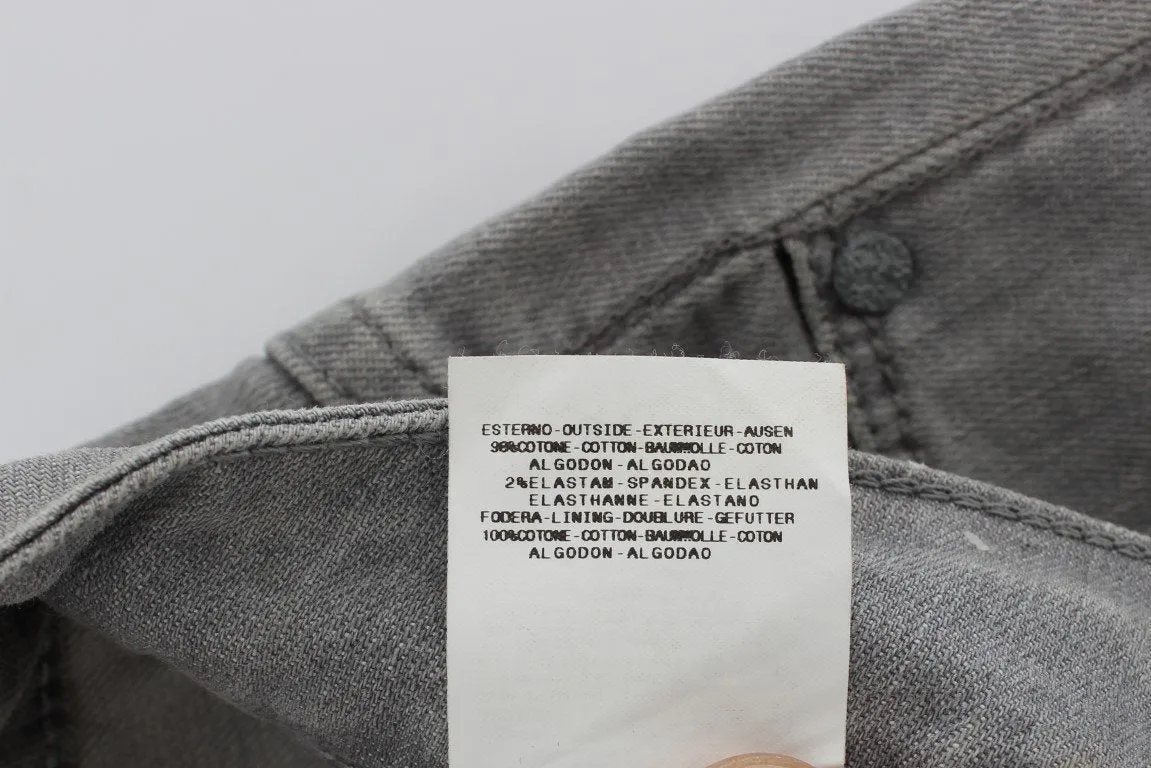 ESTERNO-OUTSIDE-EXTERIEUR-AUSEN
98%COTONE-COTTON-BAUMWOLLE-COTON
ALGODON-ALGODAO
2%ELASTAM-SPANDEX-ELASTHAN
ELASTHANNE-ELASTANO
FODERA-LINING-DOUBLURE-GEFUTTER
100%COTONE-COTTON-BAUMWOLLE-COTON
ALGODON-ALGODAO